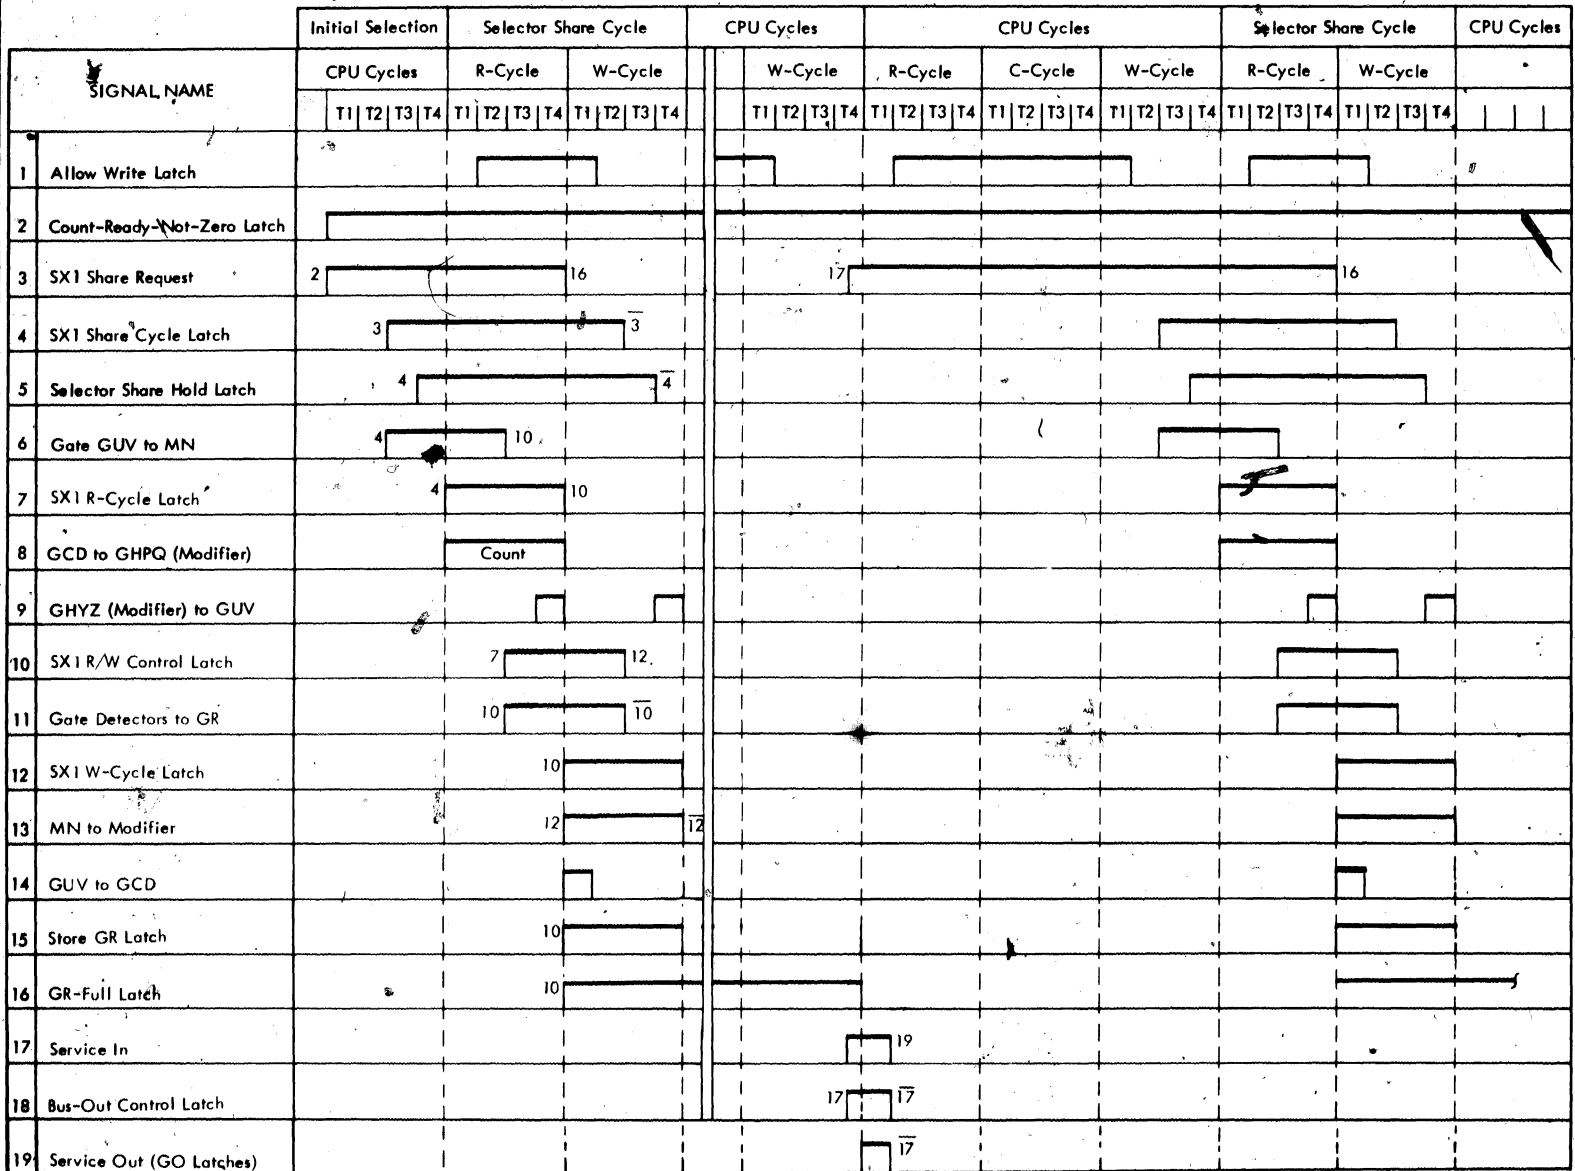 Initial Selection Selector Share Cycle CPU Cycles CPU Cycles Selector Share Cycle CPU Cycles
SIGNAL NAME CPU Cycles R-Cycle W-Cycle W-Cycle R-Cycle C-Cycle W-Cycle R-Cycle W-Cycle
T1 T2 T3 T4 T1 T2 T3 T4 T1 T2 T3 T4 T1 T2 T3 T4 T1 T2 T3 T4 T1 T2 T3 T4 T1 T2 T3 T4 T1 T2 T3 T4 T1 T2 T3 T4
1 Allow Write Latch
2 Count-Ready-Not-Zero Latch
3 SX1 Share Request 2 16 17 16
4 SX1 Share Cycle Latch 3 3̅
5 Selector Share Hold Latch 4 4̅
6 Gate GUV to MN 4 10
7 SX1 R-Cycle Latch 4 10
8 GCD to GHPQ (Modifier) Count
9 GHYZ (Modifier) to GUV
10 SX1 R/W Control Latch 7 12
11 Gate Detectors to GR 10 1̅0̅
12 SX1 W-Cycle Latch 10
13 MN to Modifier 12 1̅2̅
14 GUV to GCD
15 Store GR Latch 10
16 GR-Full Latch 10
17 Service In 19
18 Bus-Out Control Latch 17 1̅7̅
19 Service Out (GO Latches) 1̅7̅